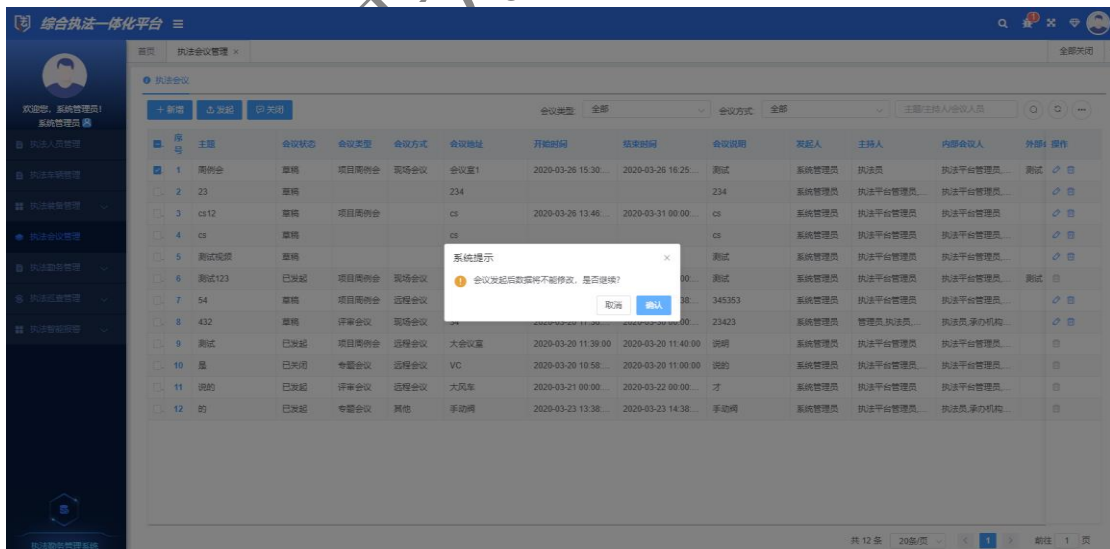 综合执法一体化平台
1
首页 执法会议管理 × 全部关闭
执法会议
欢迎您，系统管理员!
系统管理员
+ 新增 发起 关闭 会议类型: 全部 会议方式: 全部 主题/主持人/会议人员
执法人员管理
执法车辆管理
执法装备管理
执法会议管理
执法勤务管理
执法巡查管理
执法智能报警
序号 主题 会议状态 会议类型 会议方式 会议地址 开始时间 结束时间 会议说明 发起人 主持人 内部会议人 外部 操作
1 周例会 草稿 项目周例会 现场会议 会议室1 2020-03-26 15:30:... 2020-03-26 16:25:... 测试 系统管理员 执法员 执法平台管理员,... 测试
2 23 草稿 234 234 系统管理员 执法平台管理员,... 执法平台管理员,...
3 cs12 草稿 项目周例会 cs 2020-03-26 13:46:... 2020-03-31 00:00:... cs 系统管理员 执法平台管理员 执法平台管理员
4 cs 草稿 cs cs 系统管理员 执法平台管理员 执法平台管理员,...
5 测试视频 草稿 测试 系统管理员 执法平台管理员 执法平台管理员,...
6 测试123 已发起 项目周例会 现场会议 00:... 测试 系统管理员 执法平台管理员,... 执法平台管理员,... 测试
7 54 草稿 项目周例会 远程会议 38:... 345353 系统管理员 执法平台管理员 执法平台管理员,...
8 432 草稿 评审会议 现场会议 34 2020-03-20 11:38:... 2020-03-30 00:00:... 23423 系统管理员 管理员,执法员,... 执法员,承办机构...
9 测试 已发起 项目周例会 远程会议 大会议室 2020-03-20 11:39:00 2020-03-20 11:40:00 说明 系统管理员 执法平台管理员 执法平台管理员,...
10 是 已关闭 专题会议 远程会议 VC 2020-03-20 10:58:... 2020-03-20 11:00:00 说的 系统管理员 执法平台管理员 执法平台管理员,...
11 说的 已发起 评审会议 远程会议 大风车 2020-03-21 00:00:... 2020-03-22 00:00:... 才 系统管理员 执法平台管理员,... 执法平台管理员,...
12 的 已发起 专题会议 其他 手动阀 2020-03-23 13:38:... 2020-03-23 14:38:... 手动阀 系统管理员 执法平台管理员,... 执法员,承办机构...
系统提示 ×
会议发起后数据将不能修改，是否继续?
取消 确认
执法勤务管理系统
共 12 条 20条/页 < 1 > 前往 1 页